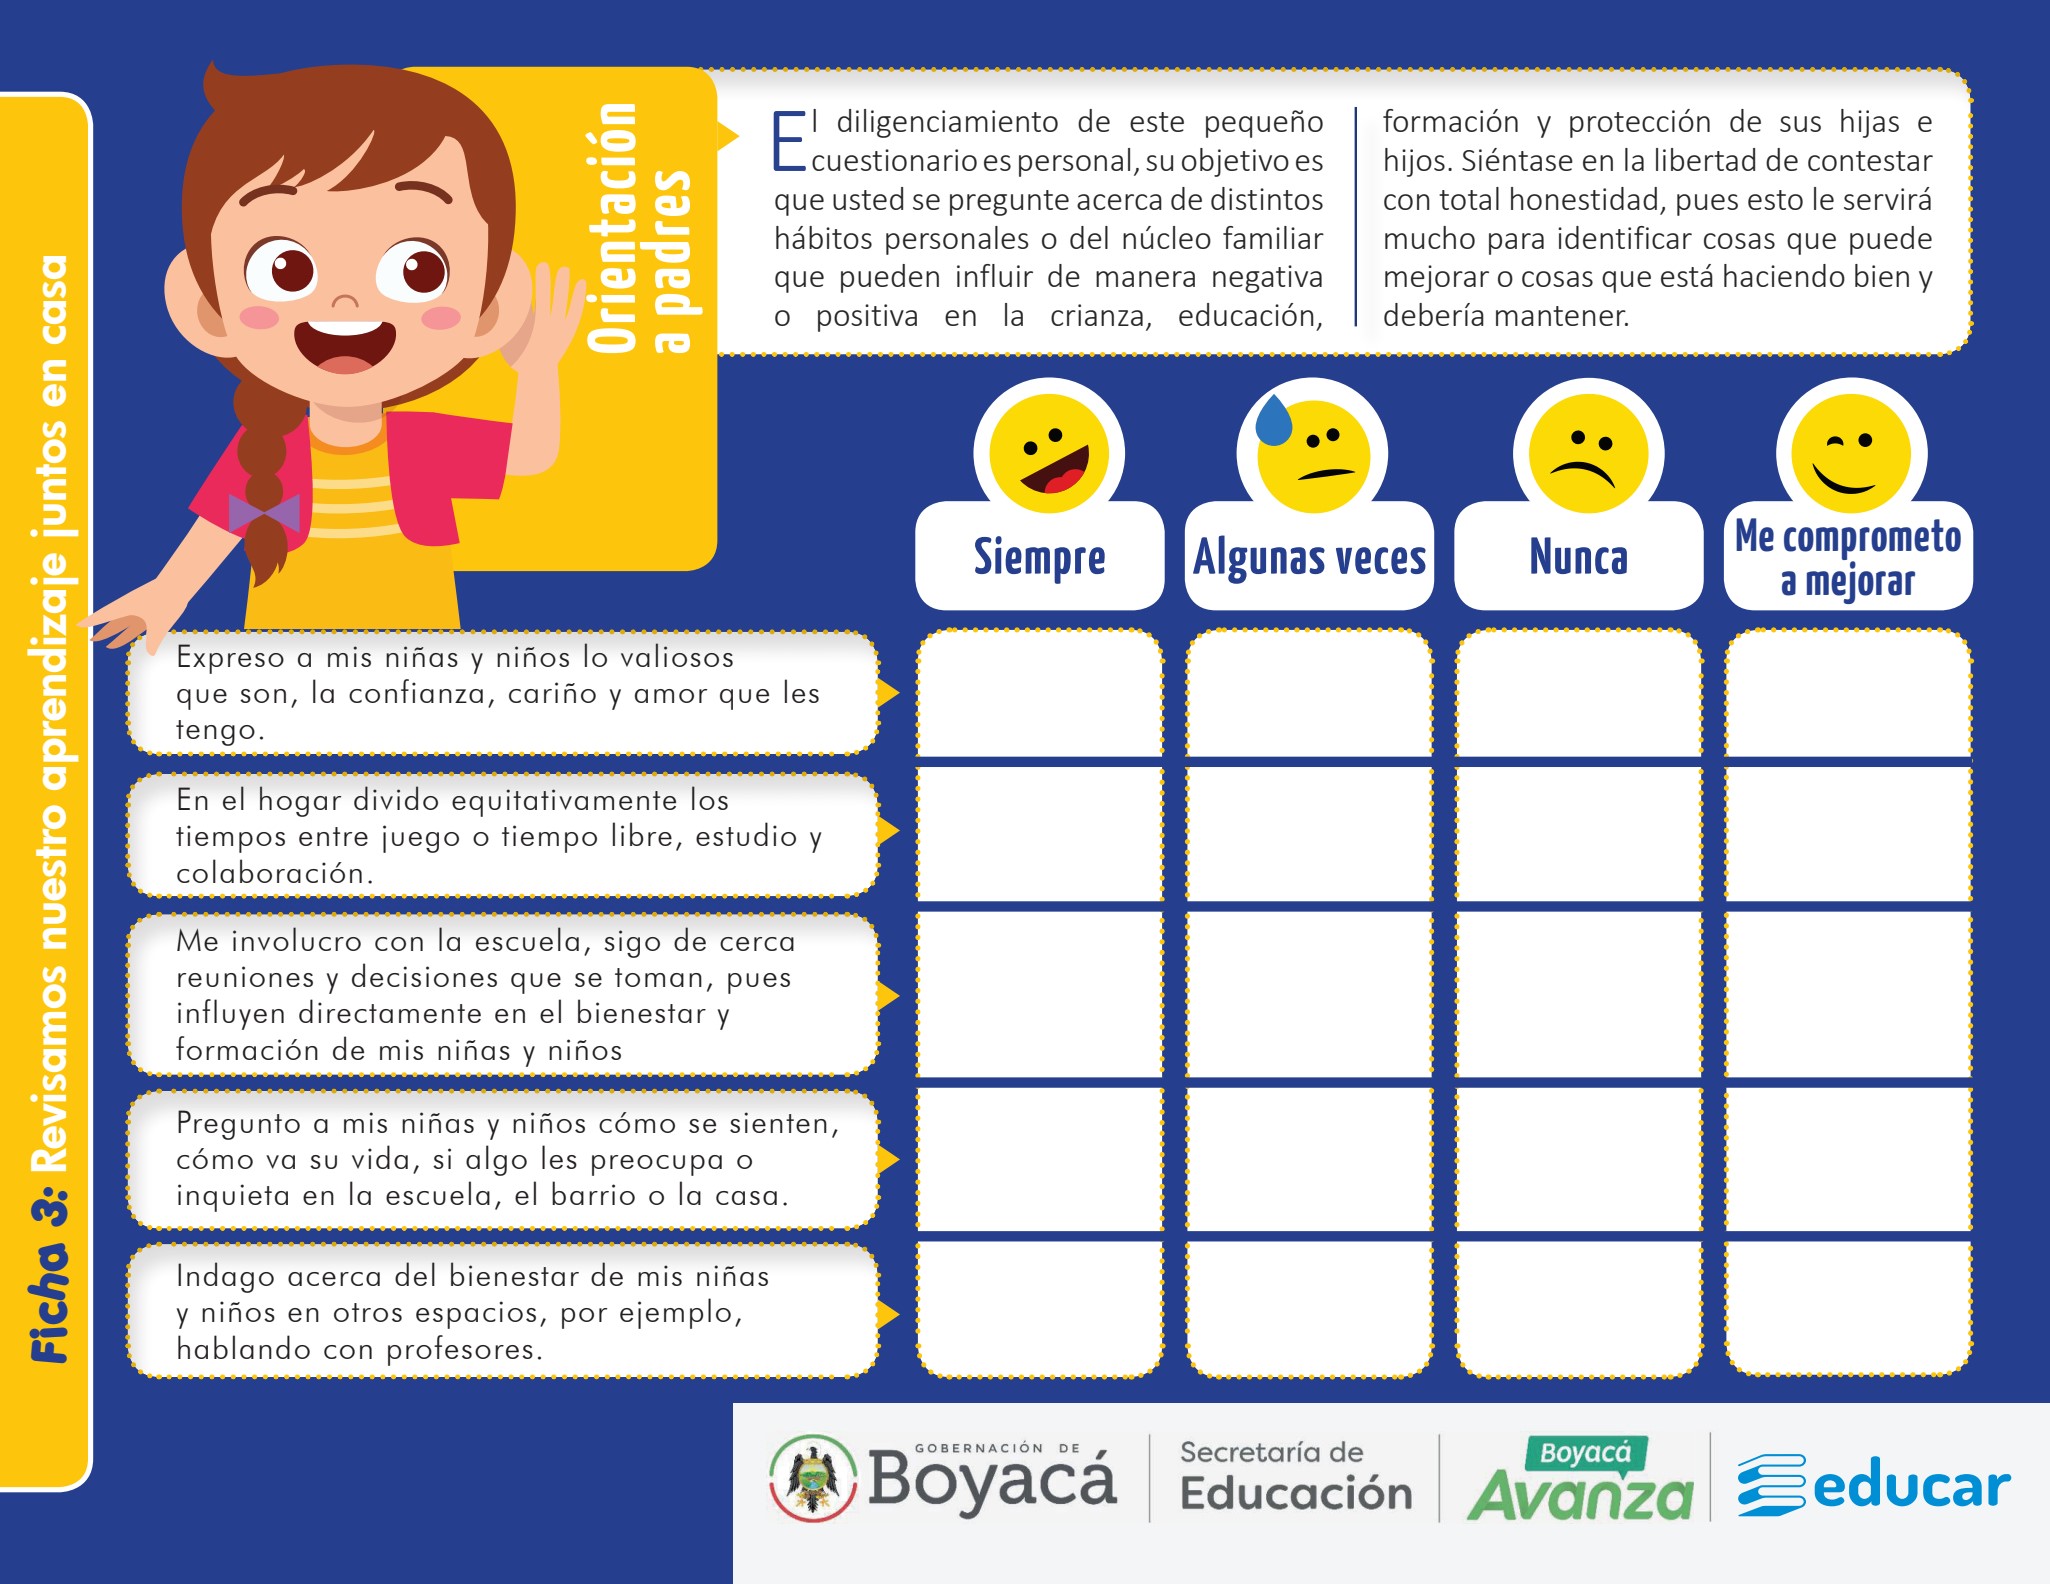 Ficha 3: Revisamos nuestro aprendizaje juntos en casa
Orientación
a padres
El diligenciamiento de este pequeño
cuestionario es personal, su objetivo es
que usted se pregunte acerca de distintos
hábitos personales o del núcleo familiar
que pueden influir de manera negativa
o positiva en la crianza, educación,
formación y protección de sus hijas e
hijos. Siéntase en la libertad de contestar
con total honestidad, pues esto le servirá
mucho para identificar cosas que puede
mejorar o cosas que está haciendo bien y
debería mantener.
Siempre
Algunas veces
Nunca
Me comprometo
a mejorar
Expreso a mis niñas y niños lo valiosos
que son, la confianza, cariño y amor que les
tengo.
En el hogar divido equitativamente los
tiempos entre juego o tiempo libre, estudio y
colaboración.
Me involucro con la escuela, sigo de cerca
reuniones y decisiones que se toman, pues
influyen directamente en el bienestar y
formación de mis niñas y niños
Pregunto a mis niñas y niños cómo se sienten,
cómo va su vida, si algo les preocupa o
inquieta en la escuela, el barrio o la casa.
Indago acerca del bienestar de mis niñas
y niños en otros espacios, por ejemplo,
hablando con profesores.
GOBERNACIÓN DE
Boyacá
Secretaría de
Educación
Boyacá
Avanza
educar